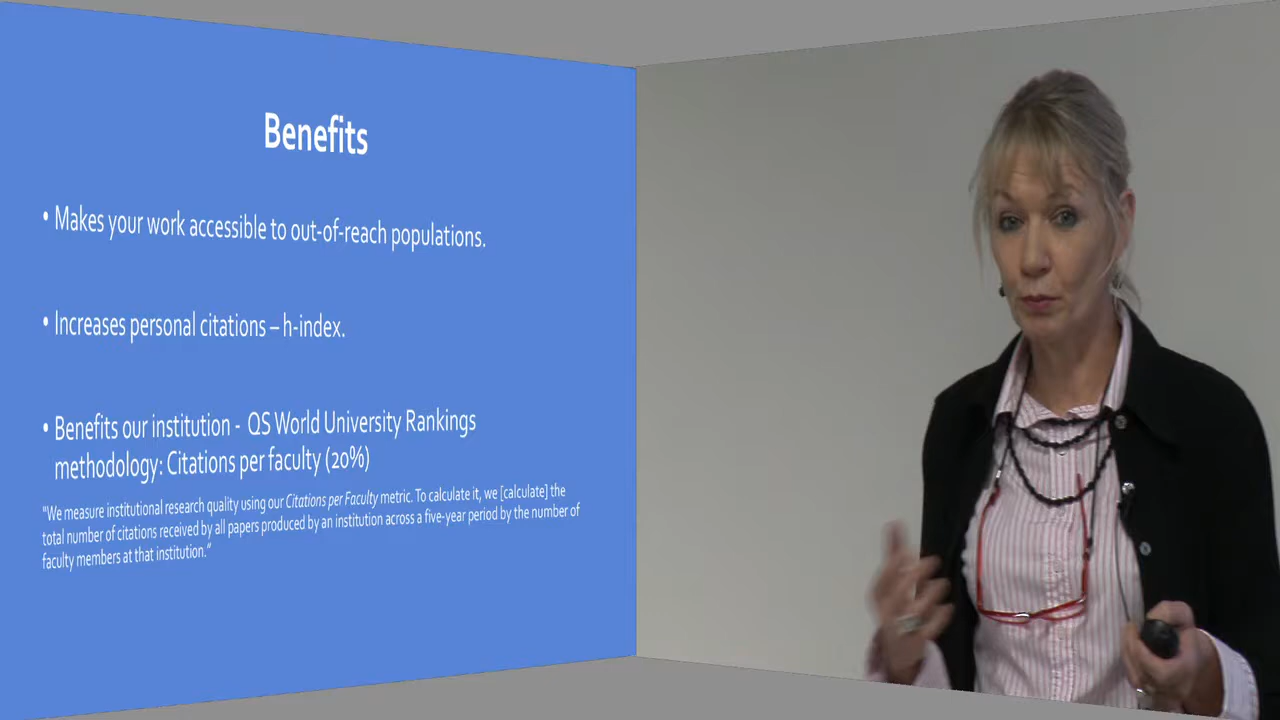 Benefits
• Makes your work accessible to out-of-reach populations.
• Increases personal citations – h-index.
• Benefits our institution - QS World University Rankings
methodology: Citations per faculty (20%)
"We measure institutional research quality using our Citations per Faculty metric. To calculate it, we [calculate] the
total number of citations received by all papers produced by an institution across a five-year period by the number of
faculty members at that institution."